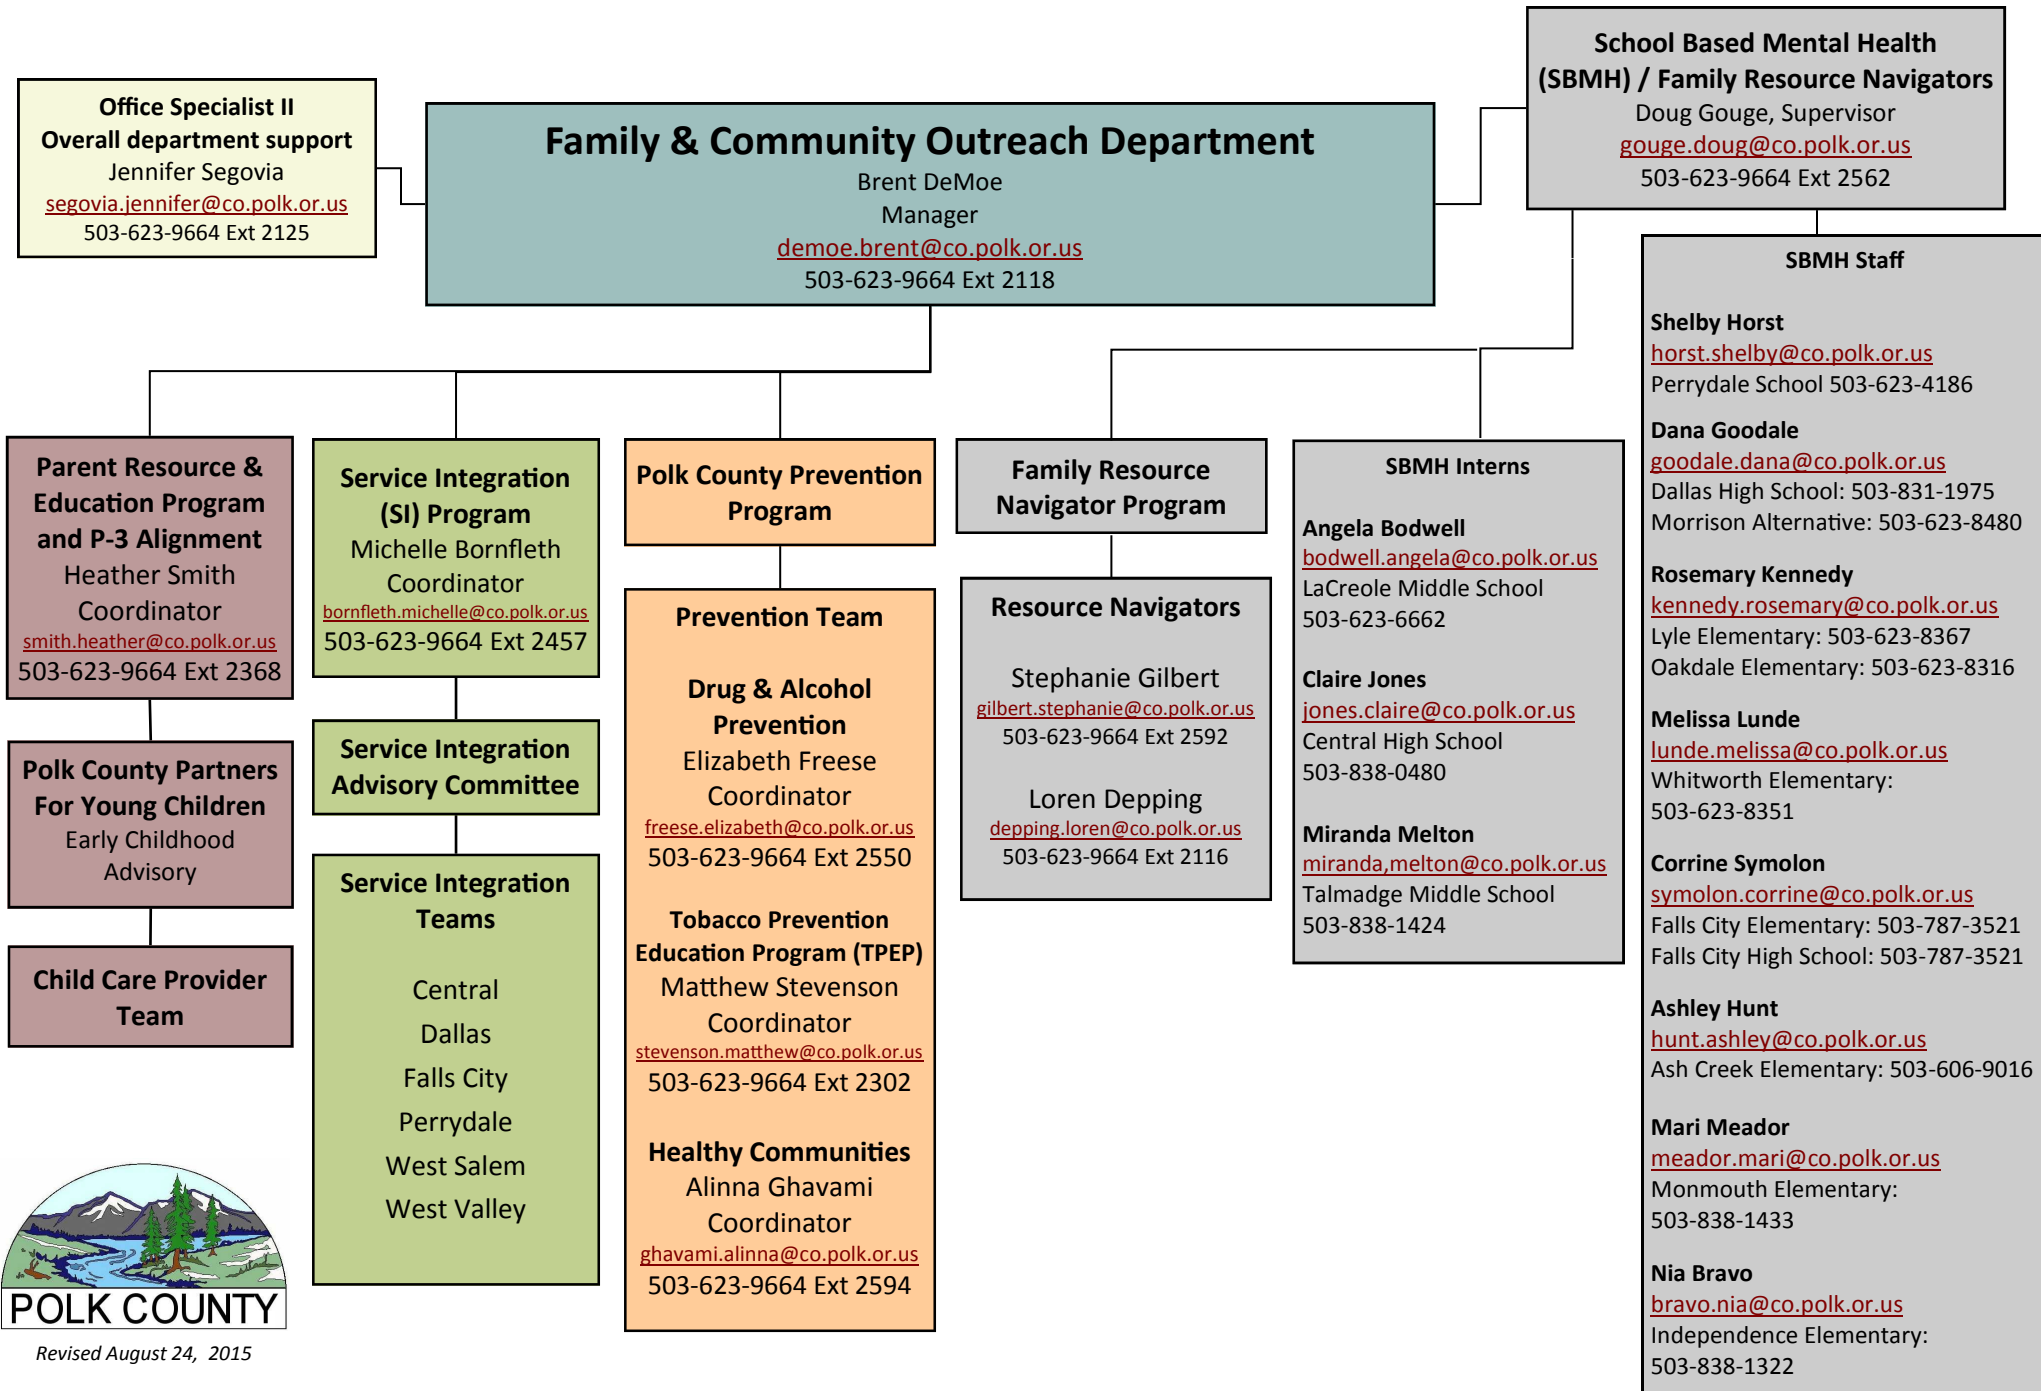 Office Specialist II
Overall department support
Jennifer Segovia
segovia.jennifer@co.polk.or.us
503-623-9664 Ext 2125
Family & Community Outreach Department
Brent DeMoe
Manager
demoe.brent@co.polk.or.us
503-623-9664 Ext 2118
School Based Mental Health
(SBMH) / Family Resource Navigators
Doug Gouge, Supervisor
gouge.doug@co.polk.or.us
503-623-9664 Ext 2562
Parent Resource &
Education Program
and P-3 Alignment
Heather Smith
Coordinator
smith.heather@co.polk.or.us
503-623-9664 Ext 2368
Polk County Partners
For Young Children
Early Childhood
Advisory
Child Care Provider
Team
Service Integration
(SI) Program
Michelle Bornfleth
Coordinator
bornfleth.michelle@co.polk.or.us
503-623-9664 Ext 2457
Service Integration
Advisory Committee
Service Integration
Teams
Central
Dallas
Falls City
Perrydale
West Salem
West Valley
Polk County Prevention
Program
Prevention Team
Drug & Alcohol
Prevention
Elizabeth Freese
Coordinator
freese.elizabeth@co.polk.or.us
503-623-9664 Ext 2550
Tobacco Prevention
Education Program (TPEP)
Matthew Stevenson
Coordinator
stevenson.matthew@co.polk.or.us
503-623-9664 Ext 2302
Healthy Communities
Alinna Ghavami
Coordinator
ghavami.alinna@co.polk.or.us
503-623-9664 Ext 2594
Family Resource
Navigator Program
Resource Navigators
Stephanie Gilbert
gilbert.stephanie@co.polk.or.us
503-623-9664 Ext 2592
Loren Depping
depping.loren@co.polk.or.us
503-623-9664 Ext 2116
SBMH Interns
Angela Bodwell
bodwell.angela@co.polk.or.us
LaCreole Middle School
503-623-6662
Claire Jones
jones.claire@co.polk.or.us
Central High School
503-838-0480
Miranda Melton
miranda,melton@co.polk.or.us
Talmadge Middle School
503-838-1424
SBMH Staff
Shelby Horst
horst.shelby@co.polk.or.us
Perrydale School 503-623-4186
Dana Goodale
goodale.dana@co.polk.or.us
Dallas High School: 503-831-1975
Morrison Alternative: 503-623-8480
Rosemary Kennedy
kennedy.rosemary@co.polk.or.us
Lyle Elementary: 503-623-8367
Oakdale Elementary: 503-623-8316
Melissa Lunde
lunde.melissa@co.polk.or.us
Whitworth Elementary:
503-623-8351
Corrine Symolon
symolon.corrine@co.polk.or.us
Falls City Elementary: 503-787-3521
Falls City High School: 503-787-3521
Ashley Hunt
hunt.ashley@co.polk.or.us
Ash Creek Elementary: 503-606-9016
Mari Meador
meador.mari@co.polk.or.us
Monmouth Elementary:
503-838-1433
Nia Bravo
bravo.nia@co.polk.or.us
Independence Elementary:
503-838-1322
POLK COUNTY
Revised August 24, 2015